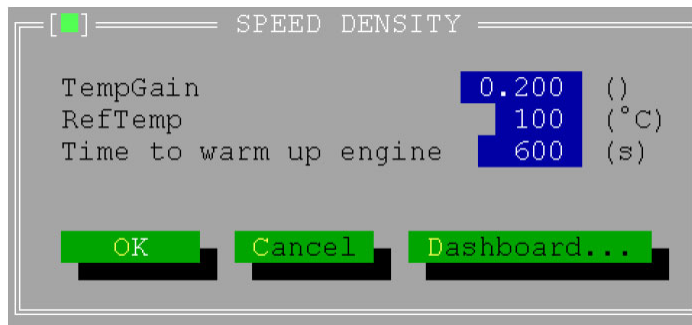 [■] SPEED DENSITY
TempGain 0.200 ()
RefTemp 100 (°C)
Time to warm up engine 600 (s)
OK Cancel Dashboard...